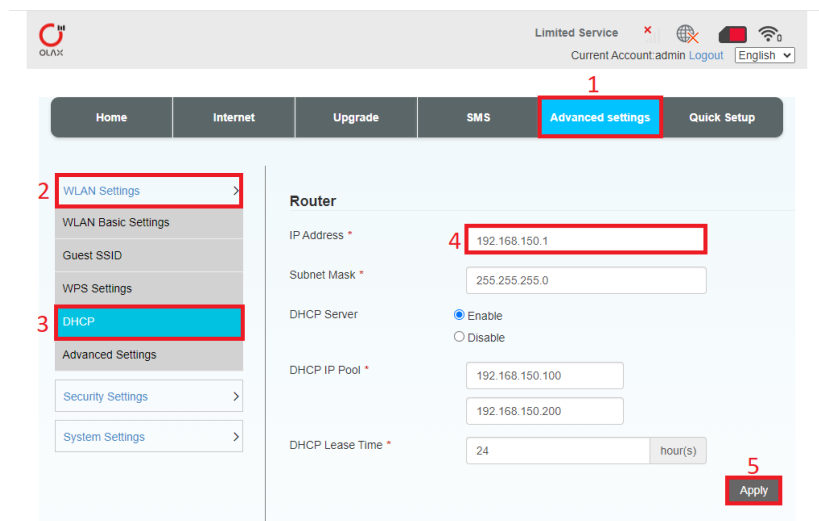 Limited Service
OLAX
Current Account:admin Logout English
1
Home Internet Upgrade SMS Advanced settings Quick Setup
2 WLAN Settings
WLAN Basic Settings
Guest SSID
WPS Settings
3 DHCP
Advanced Settings
Security Settings
System Settings
Router
IP Address * 4 192.168.150.1
Subnet Mask * 255.255.255.0
DHCP Server Enable
Disable
DHCP IP Pool * 192.168.150.100
192.168.150.200
DHCP Lease Time * 24 hour(s)
5
Apply